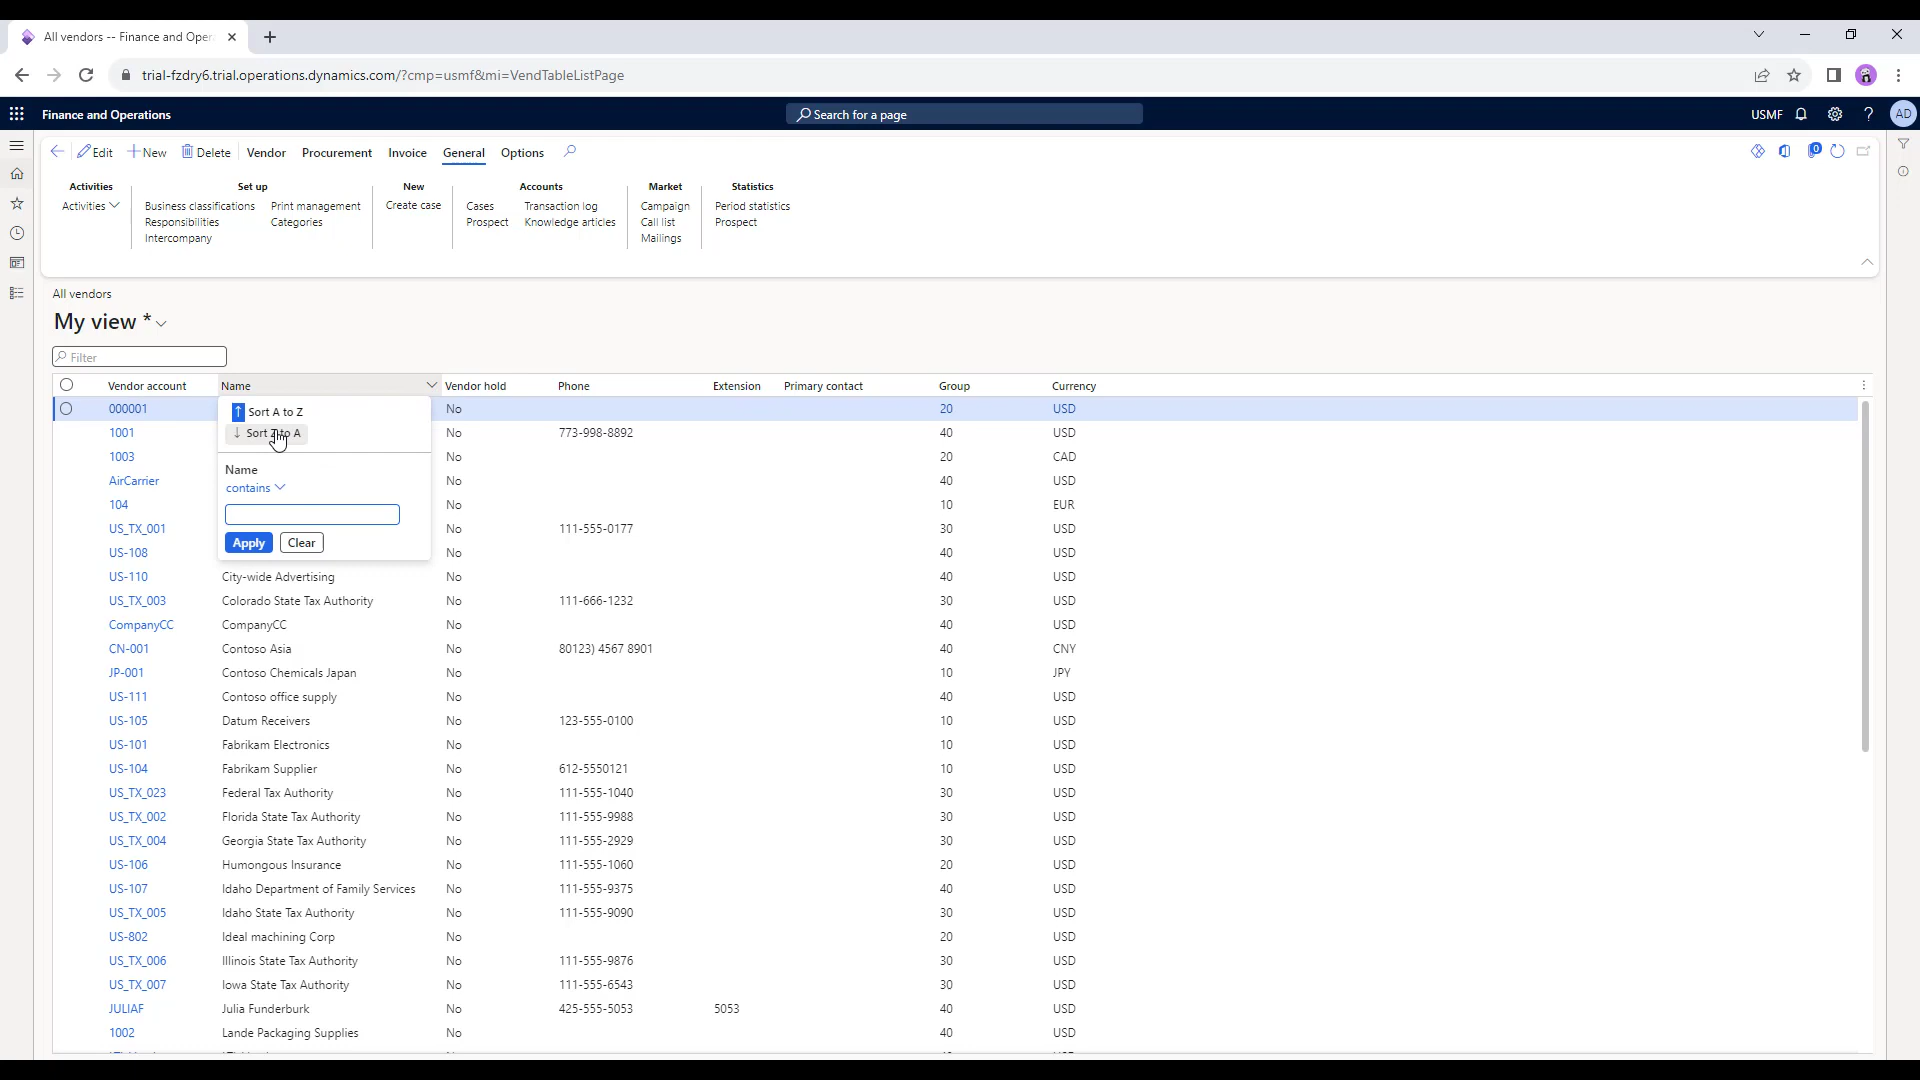 All vendors -- Finance and Oper
trial-fzdry6.trial.operations.dynamics.com/?cmp=usmf&mi=VendTableListPage
Finance and Operations
Search for a page
USMF
AD
Edit
New
Delete
Vendor
Procurement
Invoice
General
Options
0
Activities
Set up
New
Accounts
Market
Statistics
Activities
Business classifications
Print management
Create case
Cases
Transaction log
Campaign
Period statistics
Responsibilities
Categories
Prospect
Knowledge articles
Call list
Prospect
Intercompany
Mailings
All vendors
My view *
Filter
Vendor account Name Vendor hold Phone Extension Primary contact Group Currency
000001 No 20 USD
1001 No 773-998-8892 40 USD
1003 No 20 CAD
AirCarrier No 40 USD
104 No 10 EUR
US_TX_001 No 111-555-0177 30 USD
US-108 No 40 USD
Sort A to Z
Sort Z to A
Name
contains
Apply
Clear
US-110 City-wide Advertising No 40 USD
US_TX_003 Colorado State Tax Authority No 111-666-1232 30 USD
CompanyCC CompanyCC No 40 USD
CN-001 Contoso Asia No 80123) 4567 8901 40 CNY
JP-001 Contoso Chemicals Japan No 10 JPY
US-111 Contoso office supply No 40 USD
US-105 Datum Receivers No 123-555-0100 10 USD
US-101 Fabrikam Electronics No 10 USD
US-104 Fabrikam Supplier No 612-5550121 10 USD
US_TX_023 Federal Tax Authority No 111-555-1040 30 USD
US_TX_002 Florida State Tax Authority No 111-555-9988 30 USD
US_TX_004 Georgia State Tax Authority No 111-555-2929 30 USD
US-106 Humongous Insurance No 111-555-1060 20 USD
US-107 Idaho Department of Family Services No 111-555-9375 40 USD
US_TX_005 Idaho State Tax Authority No 111-555-9090 30 USD
US-802 Ideal machining Corp No 20 USD
US_TX_006 Illinois State Tax Authority No 111-555-9876 30 USD
US_TX_007 Iowa State Tax Authority No 111-555-6543 30 USD
JULIAF Julia Funderburk No 425-555-5053 5053 40 USD
1002 Lande Packaging Supplies No 40 USD